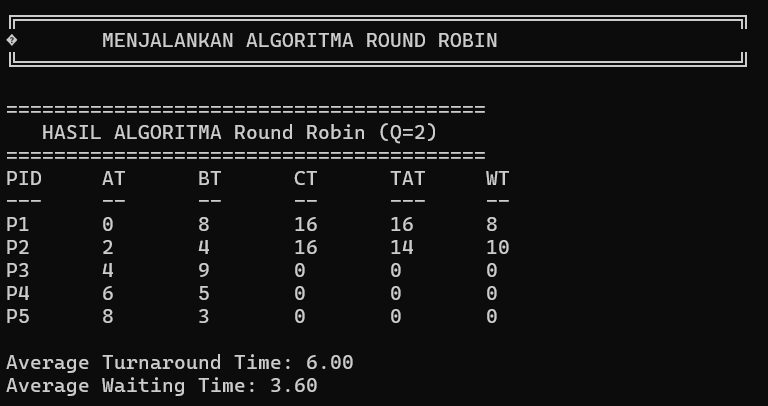 � MENJALANKAN ALGORITMA ROUND ROBIN
========================================
HASIL ALGORITMA Round Robin (Q=2)
========================================
PID AT BT CT TAT WT
--- -- -- -- --- --
P1 0 8 16 16 8
P2 2 4 16 14 10
P3 4 9 0 0 0
P4 6 5 0 0 0
P5 8 3 0 0 0
Average Turnaround Time: 6.00
Average Waiting Time: 3.60